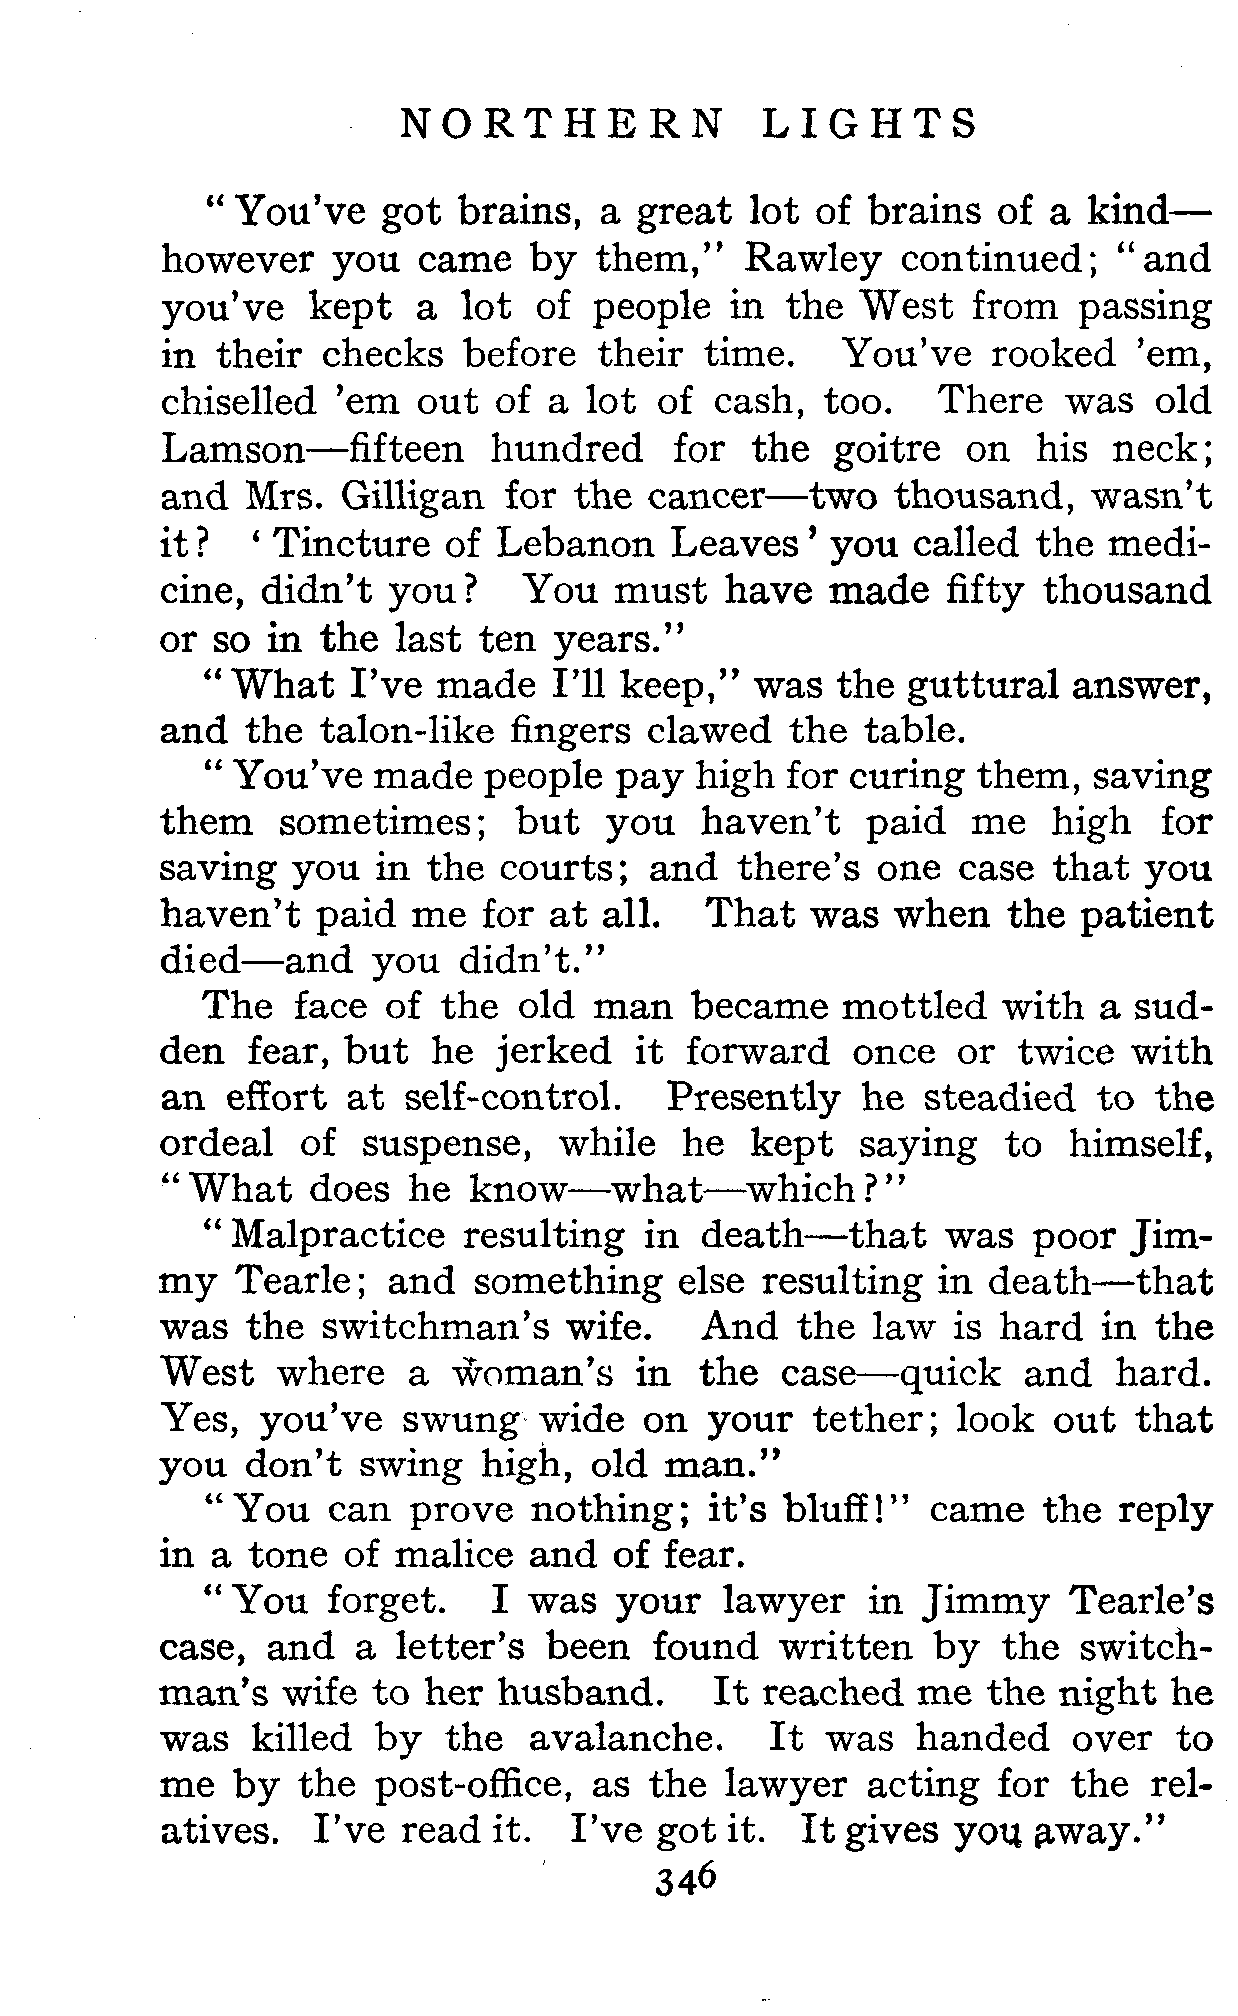 NORTHERN LIGHTS
"You've got brains, a great lot of brains of a kind—
however you came by them," Rawley continued; "and
you've kept a lot of people in the West from passing
in their checks before their time. You've rooked 'em,
chiselled 'em out of a lot of cash, too. There was old
Lamson—fifteen hundred for the goitre on his neck;
and Mrs. Gilligan for the cancer—two thousand, wasn't
it? 'Tincture of Lebanon Leaves' you called the medi-
cine, didn't you? You must have made fifty thousand
or so in the last ten years."
"What I've made I'll keep," was the guttural answer,
and the talon-like fingers clawed the table.
"You've made people pay high for curing them, saving
them sometimes; but you haven't paid me high for
saving you in the courts; and there's one case that you
haven't paid me for at all. That was when the patient
died—and you didn't."
The face of the old man became mottled with a sud-
den fear, but he jerked it forward once or twice with
an effort at self-control. Presently he steadied to the
ordeal of suspense, while he kept saying to himself,
"What does he know—what—which?"
"Malpractice resulting in death—that was poor Jim-
my Tearle; and something else resulting in death—that
was the switchman's wife. And the law is hard in the
West where a woman's in the case—quick and hard.
Yes, you've swung wide on your tether; look out that
you don't swing high, old man."
"You can prove nothing; it's bluff!" came the reply
in a tone of malice and of fear.
"You forget. I was your lawyer in Jimmy Tearle's
case, and a letter's been found written by the switch-
man's wife to her husband. It reached me the night he
was killed by the avalanche. It was handed over to
me by the post-office, as the lawyer acting for the rel-
atives. I've read it. I've got it. It gives you away."
346